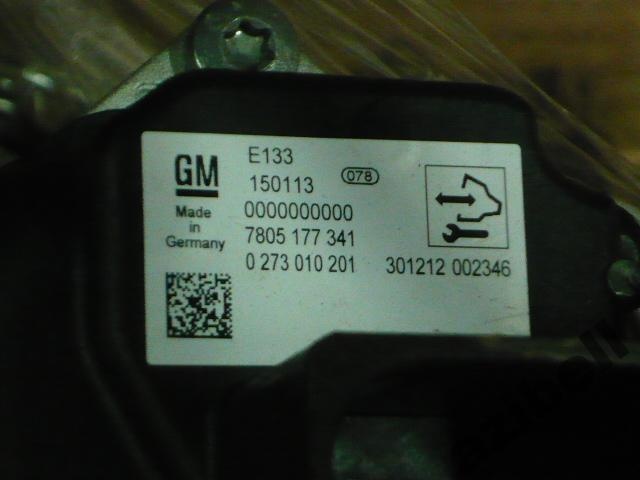 GM
Made
in
Germany
E133
150113 078
0000000000
7805 177 341
0 273 010 201 301212 002346